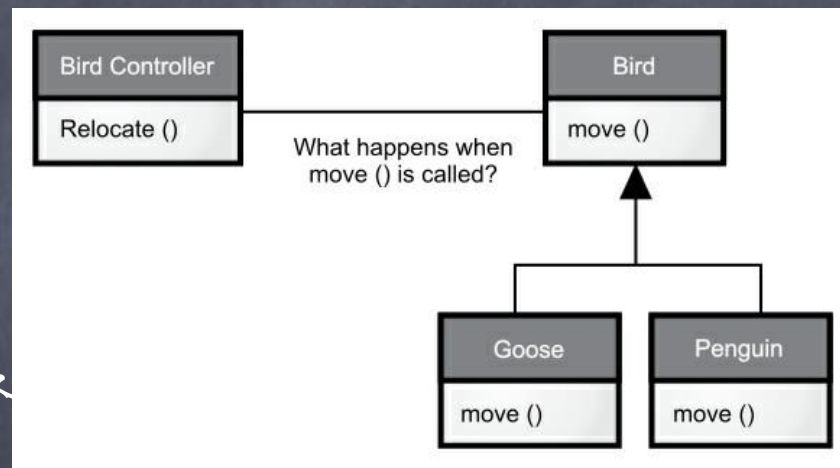 Bird Controller
Relocate ()
What happens when
move () is called?
Bird
move ()
Goose
move ()
Penguin
move ()